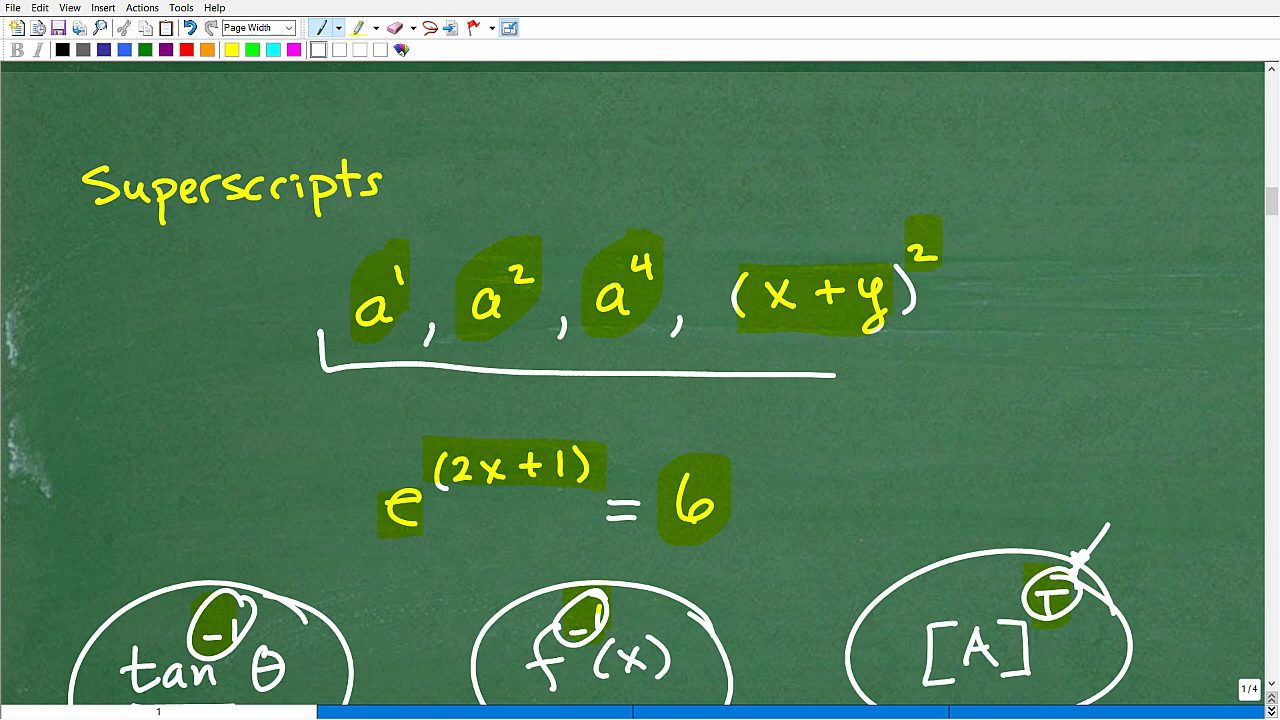 File Edit View Insert Actions Tools Help
Page Width
B I
Superscripts
a¹, a², a⁴, (x+y)²
e^(2x+1) = 6
tan⁻¹ θ f⁻¹(x) [A]ᵀ
1/4
1